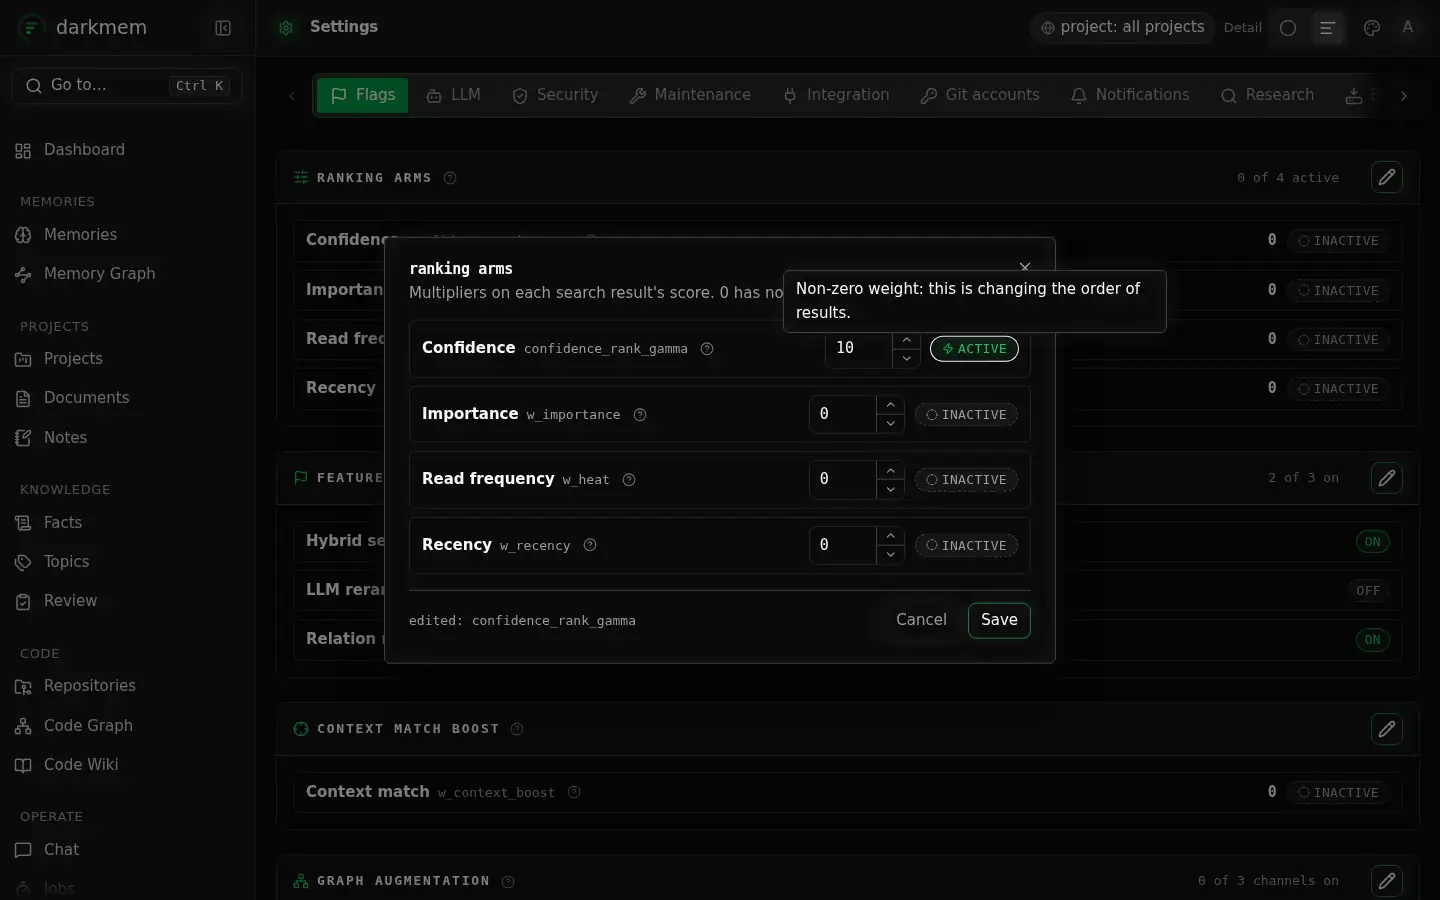 darkmem
Settings
project: all projects
Detail
A
Go to...
Ctrl K
Flags
LLM
Security
Maintenance
Integration
Git accounts
Notifications
Research
Dashboard
MEMORIES
Memories
Memory Graph
PROJECTS
Projects
Documents
Notes
KNOWLEDGE
Facts
Topics
Review
CODE
Repositories
Code Graph
Code Wiki
OPERATE
Chat
Jobs
RANKING ARMS
0 of 4 active
Confidence
0 INACTIVE
Importan
0 INACTIVE
Read freq
0 INACTIVE
Recency
0 INACTIVE
ranking arms
Multipliers on each search result's score. 0 has no
Non-zero weight: this is changing the order of
results.
Confidence confidence_rank_gamma
10
ACTIVE
Importance w_importance
0
INACTIVE
Read frequency w_heat
0
INACTIVE
Recency w_recency
0
INACTIVE
edited: confidence_rank_gamma
Cancel
Save
FEATURE
2 of 3 on
Hybrid se
ON
LLM rera
OFF
Relation
ON
CONTEXT MATCH BOOST
Context match w_context_boost
0 INACTIVE
GRAPH AUGMENTATION
0 of 3 channels on